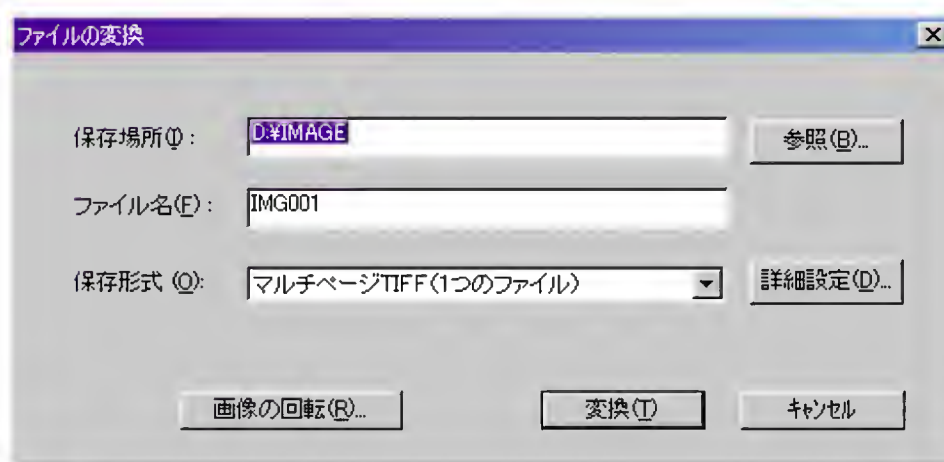 ファイルの変換
保存場所(I):
D:¥IMAGE
参照(B)...
ファイル名(F):
IMG001
保存形式 (O):
マルチページTIFF(1つのファイル)
詳細設定(D)...
画像の回転(R)...
変換(T)
キャンセル